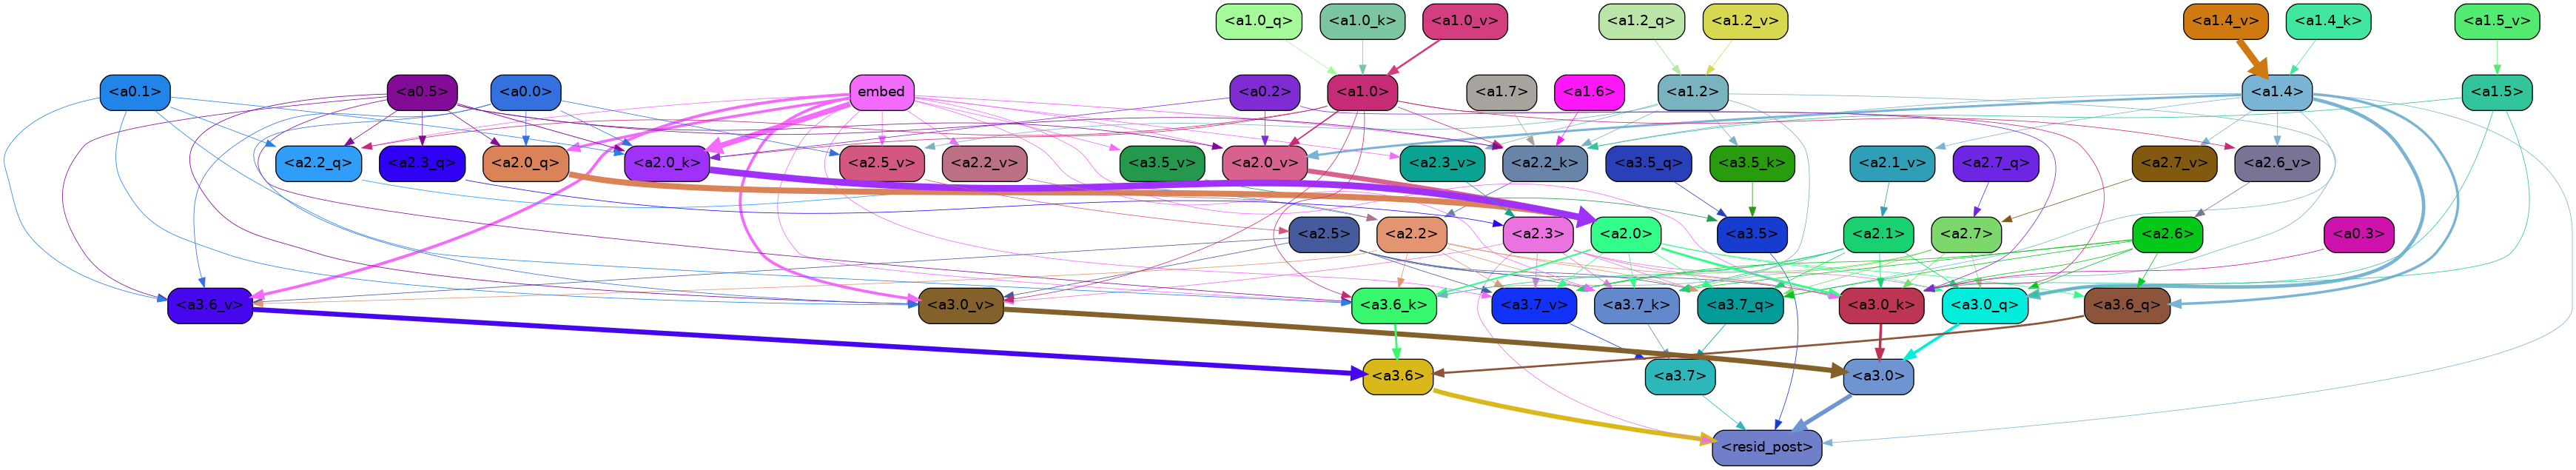 <a1.0_q> <a1.0_k> <a1.0_v> <a1.2_q> <a1.2_v> <a1.4_v> <a1.4_k> <a1.5_v>
<a0.1> <a0.5> <a0.0> embed <a0.2> <a1.0> <a1.7> <a1.6> <a1.2> <a1.4> <a1.5>
<a2.2_q> <a2.3_q> <a2.0_q> <a2.0_k> <a2.5_v> <a2.2_v> <a3.5_v> <a2.0_v> <a2.3_v> <a2.2_k> <a3.5_q> <a3.5_k> <a2.1_v> <a2.7_q> <a2.7_v> <a2.6_v>
<a2.5> <a2.2> <a2.3> <a2.0> <a3.5> <a2.1> <a2.7> <a2.6> <a0.3>
<a3.6_v> <a3.0_v> <a3.6_k> <a3.7_v> <a3.7_k> <a3.7_q> <a3.0_k> <a3.0_q> <a3.6_q>
<a3.6> <a3.7> <a3.0>
<resid_post>